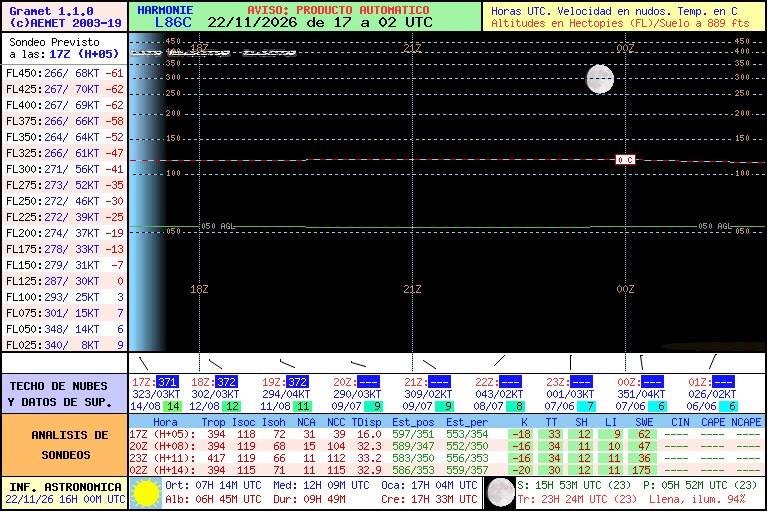 Gramet 1.1.0
(c)AEMET 2003-19
HARMONIE
L86C
AVISO: PRODUCTO AUTOMATICO
22/11/2026 de 17 a 02 UTC
Horas UTC. Velocidad en nudos. Temp. en C
Altitudes en Hectopies (FL)/Suelo a 889 fts
Sondeo Previsto
a las: 17Z (H+05)
FL450:266/ 68KT -61
FL425:267/ 70KT -62
FL400:267/ 69KT -62
FL375:266/ 66KT -58
FL350:264/ 64KT -52
FL325:266/ 61KT -47
FL300:271/ 56KT -41
FL275:273/ 52KT -35
FL250:272/ 46KT -30
FL225:272/ 39KT -25
FL200:274/ 37KT -19
FL175:278/ 33KT -13
FL150:279/ 31KT -7
FL125:287/ 30KT 0
FL100:293/ 25KT 3
FL075:301/ 15KT 7
FL050:348/ 14KT 6
FL025:340/ 8KT 9
18Z 21Z 00Z
450 450
400 400
350 350
300 300
250 250
200 200
150 150
0 C
100 100
050 AGL 050 AGL
050 050
18Z 21Z 00Z
TECHO DE NUBES
Y DATOS DE SUP.
17Z:371 18Z:372 19Z:372 20Z:--- 21Z:--- 22Z:--- 23Z:--- 00Z:--- 01Z:---
323/03KT 302/03KT 294/04KT 301/03KT 309/02KT 043/02KT 001/03KT 351/04KT 026/02KT
14/08 14 12/08 12 11/08 11 09/07 9 09/07 9 08/07 8 07/06 7 07/06 6 06/06 6
ANALISIS DE
SONDEOS
Hora Trop Isoc Isoh NCA NCC TDisp Est_pos Est_per K TT SH LI SWE CIN CAPE NCAPE
17Z (H+05): 394 118 72 31 39 16.0 597/351 553/354 -18 33 12 9 62 ---- ---- ----
20Z (H+08): 394 119 68 15 104 32.3 589/347 552/350 -16 34 11 10 47 ---- ---- ----
23Z (H+11): 417 119 66 11 112 33.2 583/350 556/355 -16 34 11 11 36 ---- ---- ----
02Z (H+14): 394 115 71 11 115 32.9 586/353 559/357 -20 30 12 11 175 ---- ---- ----
INF. ASTRONOMICA
22/11/26 16H 00M UTC
Ort: 07H 14M UTC Med: 12H 09M UTC Oca: 17H 04M UTC
Alb: 06H 45M UTC Dur: 09H 49M Cre: 17H 33M UTC
S: 15H 53M UTC (23) P: 05H 52M UTC (23)
Tr: 23H 24M UTC (23) Llena, ilum. 94%